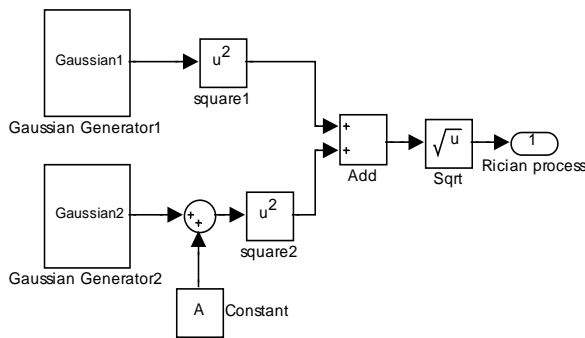 Gaussian1
Gaussian Generator1
u²
square1
+
+
Add
√u
Sqrt
1
Rician process
Gaussian2
Gaussian Generator2
+
+
u²
square2
A
Constant